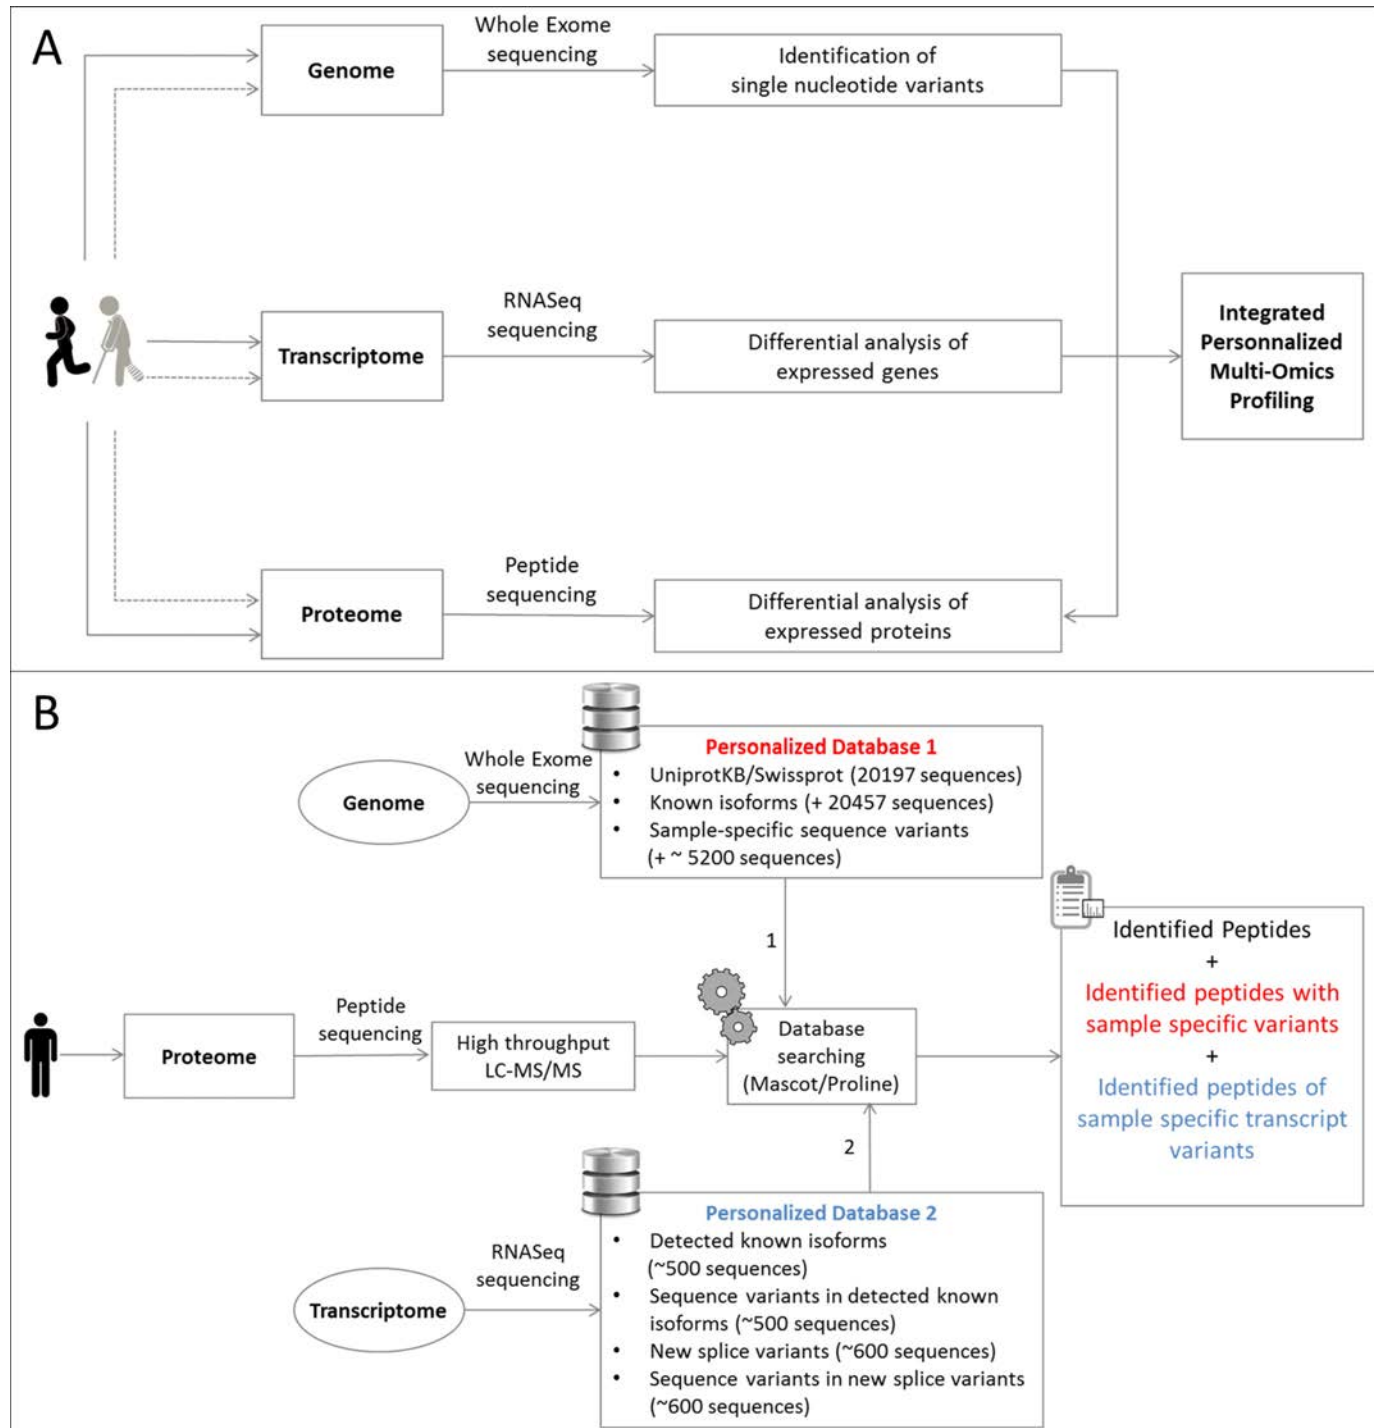 A
Whole Exome
sequencing
Genome
Identification of
single nucleotide variants
RNASeq
sequencing
Transcriptome
Differential analysis of
expressed genes
Integrated
Personnalized
Multi-Omics
Profiling
Peptide
sequencing
Proteome
Differential analysis of
expressed proteins
B
Whole Exome
sequencing
Genome
Personalized Database 1
• UniprotKB/Swissprot (20197 sequences)
• Known isoforms (+ 20457 sequences)
• Sample-specific sequence variants
(+ ~ 5200 sequences)
1
Peptide
sequencing
Proteome
High throughput
LC-MS/MS
Database
searching
(Mascot/Proline)
Identified Peptides
+
Identified peptides with
sample specific variants
+
Identified peptides of
sample specific transcript
variants
2
RNASeq
sequencing
Transcriptome
Personalized Database 2
• Detected known isoforms
(~500 sequences)
• Sequence variants in detected known
isoforms (~500 sequences)
• New splice variants (~600 sequences)
• Sequence variants in new splice variants
(~600 sequences)